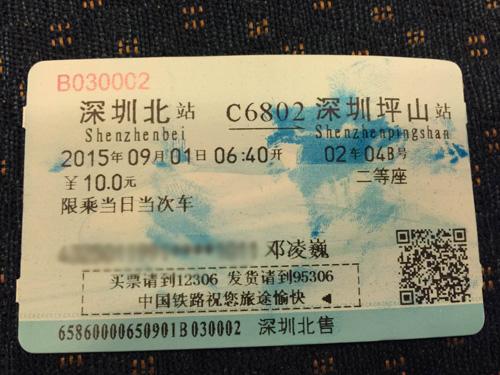 B030002
深圳北站 C6802 深圳坪山站
Shenzhenbei Shenzhenpingshan
2015年09月01日 06:40开 02车04B号
￥10.0元 二等座
限乘当日当次车
邓凌巍
买票请到12306 发货请到95306
中国铁路祝您旅途愉快
65860000650901B030002 深圳北售